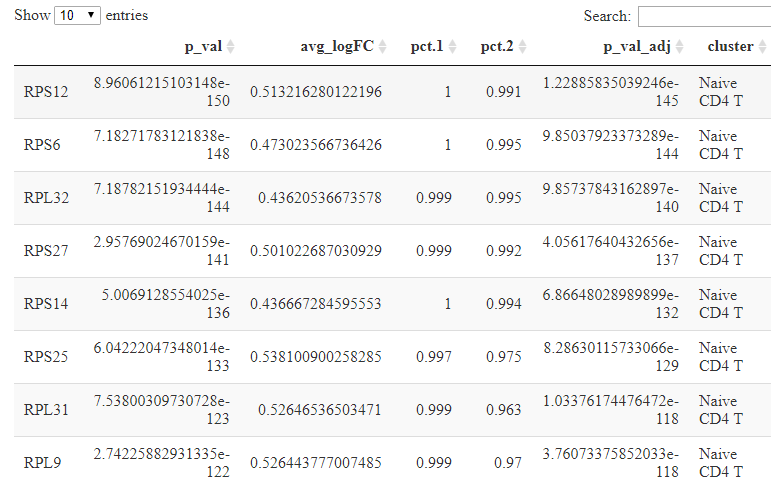 Show 10 entries Search:
p_val avg_logFC pct.1 pct.2 p_val_adj cluster
RPS12 8.96061215103148e-150 0.513216280122196 1 0.991 1.22885835039246e-145 Naive CD4 T
RPS6 7.18271783121838e-148 0.473023566736426 1 0.995 9.85037923373289e-144 Naive CD4 T
RPL32 7.18782151934444e-144 0.43620536673578 0.999 0.995 9.85737843162897e-140 Naive CD4 T
RPS27 2.95769024670159e-141 0.501022687030929 0.999 0.992 4.05617640432656e-137 Naive CD4 T
RPS14 5.0069128554025e-136 0.436667284595553 1 0.994 6.86648028989899e-132 Naive CD4 T
RPS25 6.04222047348014e-133 0.538100900258285 0.997 0.975 8.28630115733066e-129 Naive CD4 T
RPL31 7.53800309730728e-123 0.52646536503471 0.999 0.963 1.03376174476472e-118 Naive CD4 T
RPL9 2.74225882931335e-122 0.526443777007485 0.999 0.97 3.76073375852033e-118 Naive CD4 T